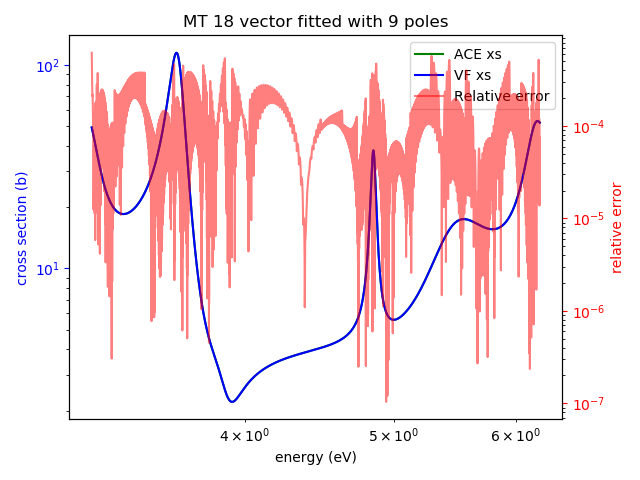 MT 18 vector fitted with 9 poles
ACE xs
VF xs
Relative error
10²
10¹
cross section (b)
10⁻⁴
10⁻⁵
10⁻⁶
10⁻⁷
relative error
4 × 10⁰
5 × 10⁰
6 × 10⁰
energy (eV)